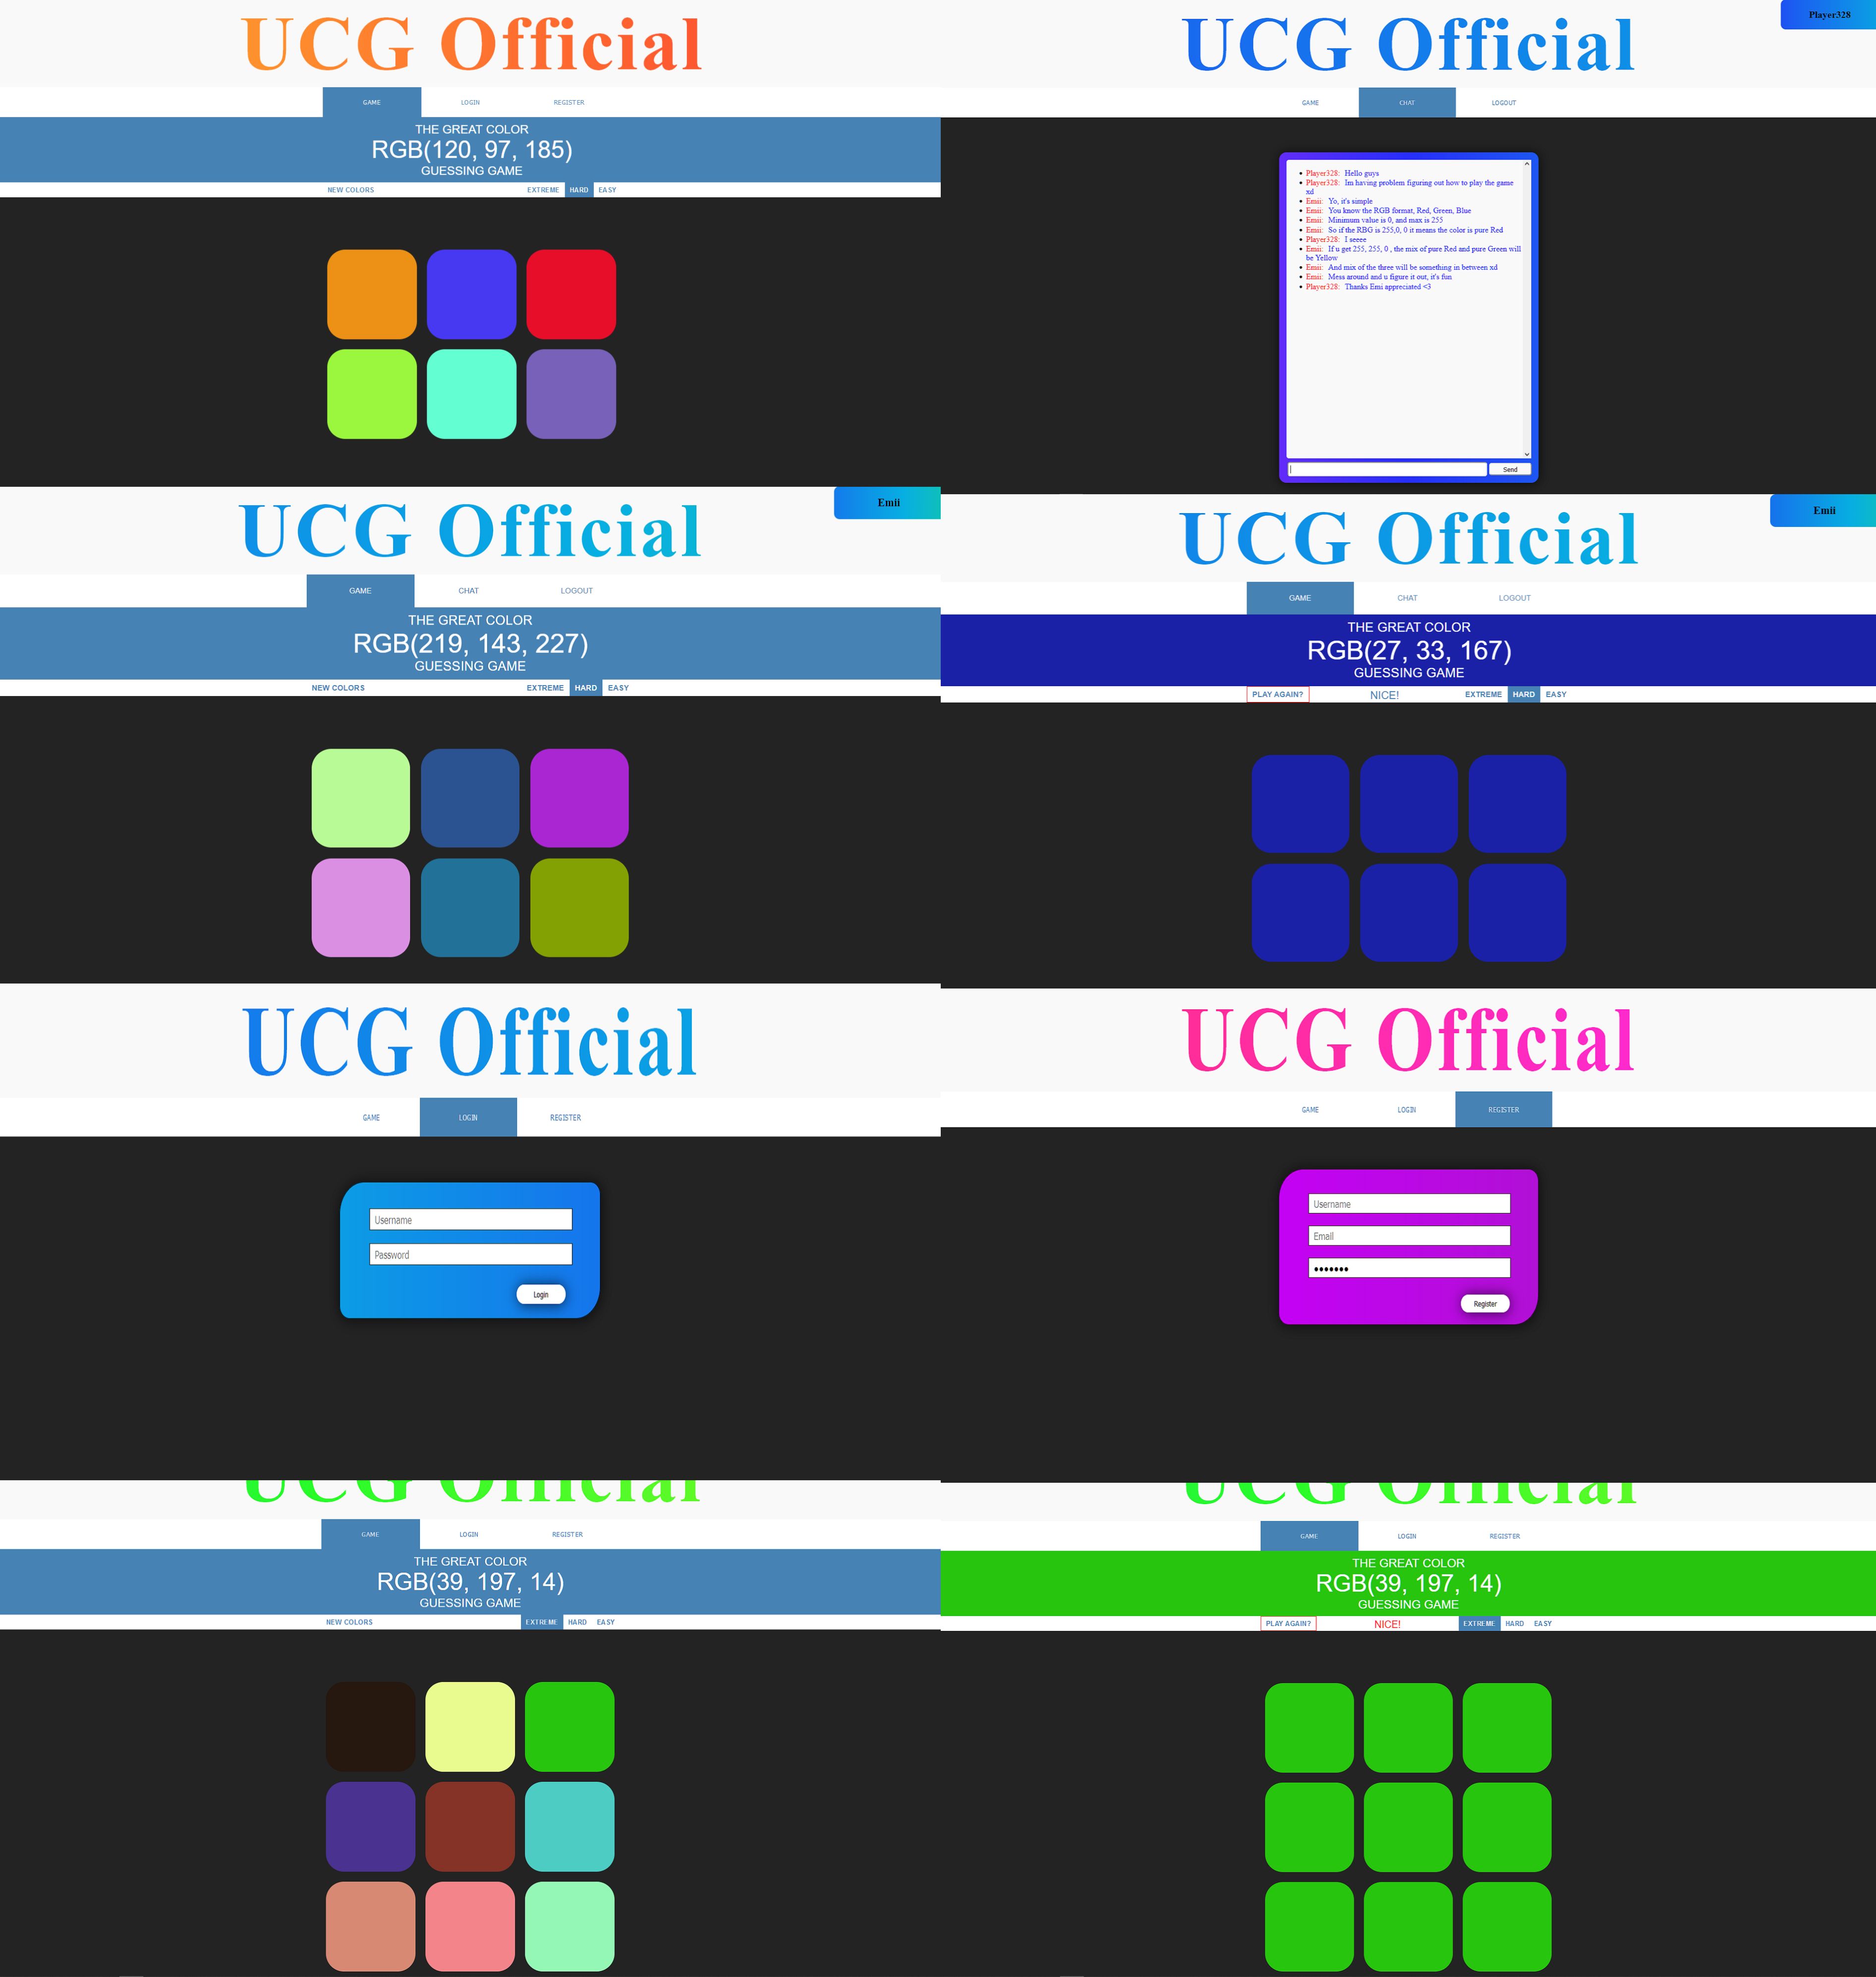 UCG Official
GAME LOGIN REGISTER
THE GREAT COLOR
RGB(120, 97, 185)
GUESSING GAME
NEW COLORS EXTREME HARD EASY
Player328
UCG Official
GAME CHAT LOGOUT
Player328: Hello guys
Player328: Im having problem figuring out how to play the game
xd
Emii: Yo, it's simple
Emii: You know the RGB format, Red, Green, Blue
Emii: Minimum value is 0, and max is 255
Emii: So if the RBG is 255,0, 0 it means the color is pure Red
Player328: I seeee
Emii: If u get 255, 255, 0 , the mix of pure Red and pure Green will
be Yellow
Emii: And mix of the three will be something in between xd
Emii: Mess around and u figure it out, it's fun
Player328: Thanks Emi appreciated <3
Send
Emii
UCG Official
GAME CHAT LOGOUT
THE GREAT COLOR
RGB(219, 143, 227)
GUESSING GAME
NEW COLORS EXTREME HARD EASY
Emii
UCG Official
GAME CHAT LOGOUT
THE GREAT COLOR
RGB(27, 33, 167)
GUESSING GAME
PLAY AGAIN? NICE! EXTREME HARD EASY
UCG Official
GAME LOGIN REGISTER
Username
Password
Login
UCG Official
GAME LOGIN REGISTER
Username
Email
Register
UCG Official
GAME LOGIN REGISTER
THE GREAT COLOR
RGB(39, 197, 14)
GUESSING GAME
NEW COLORS EXTREME HARD EASY
UCG Official
GAME LOGIN REGISTER
THE GREAT COLOR
RGB(39, 197, 14)
GUESSING GAME
PLAY AGAIN? NICE! EXTREME HARD EASY